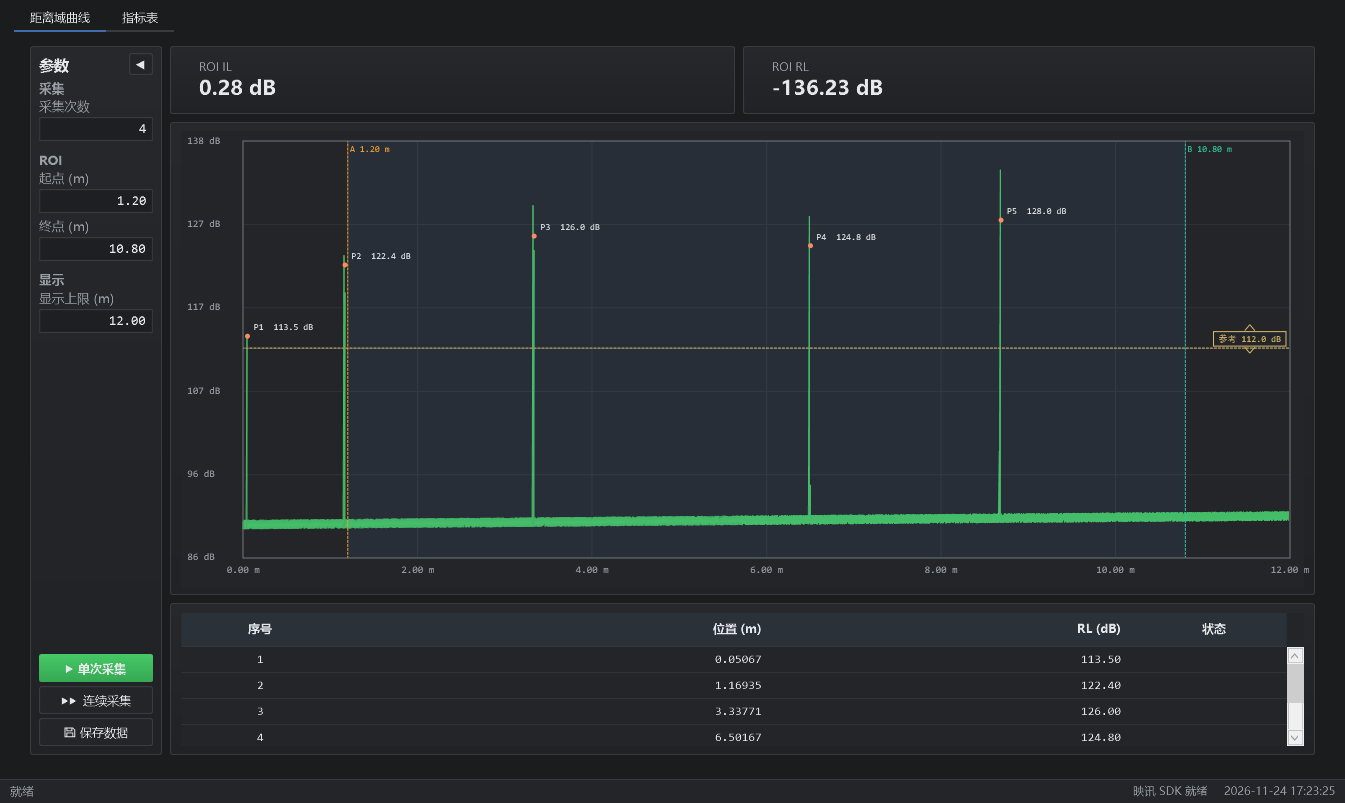 距离域曲线 指标表
参数 ◀
采集
采集次数
4
ROI
起点 (m)
1.20
终点 (m)
10.80
显示
显示上限 (m)
12.00
单次采集
连续采集
保存数据
ROI IL
0.28 dB
ROI RL
-136.23 dB
138 dB
127 dB
117 dB
107 dB
96 dB
86 dB
A 1.20 m
B 10.80 m
P1 113.5 dB
P2 122.4 dB
P3 126.0 dB
P4 124.8 dB
P5 128.0 dB
参考 112.0 dB
0.00 m 2.00 m 4.00 m 6.00 m 8.00 m 10.00 m 12.00 m
序号 位置 (m) RL (dB) 状态
1 0.05067 113.50
2 1.16935 122.40
3 3.33771 126.00
4 6.50167 124.80
就绪 映讯 SDK 就绪 2026-11-24 17:23:25